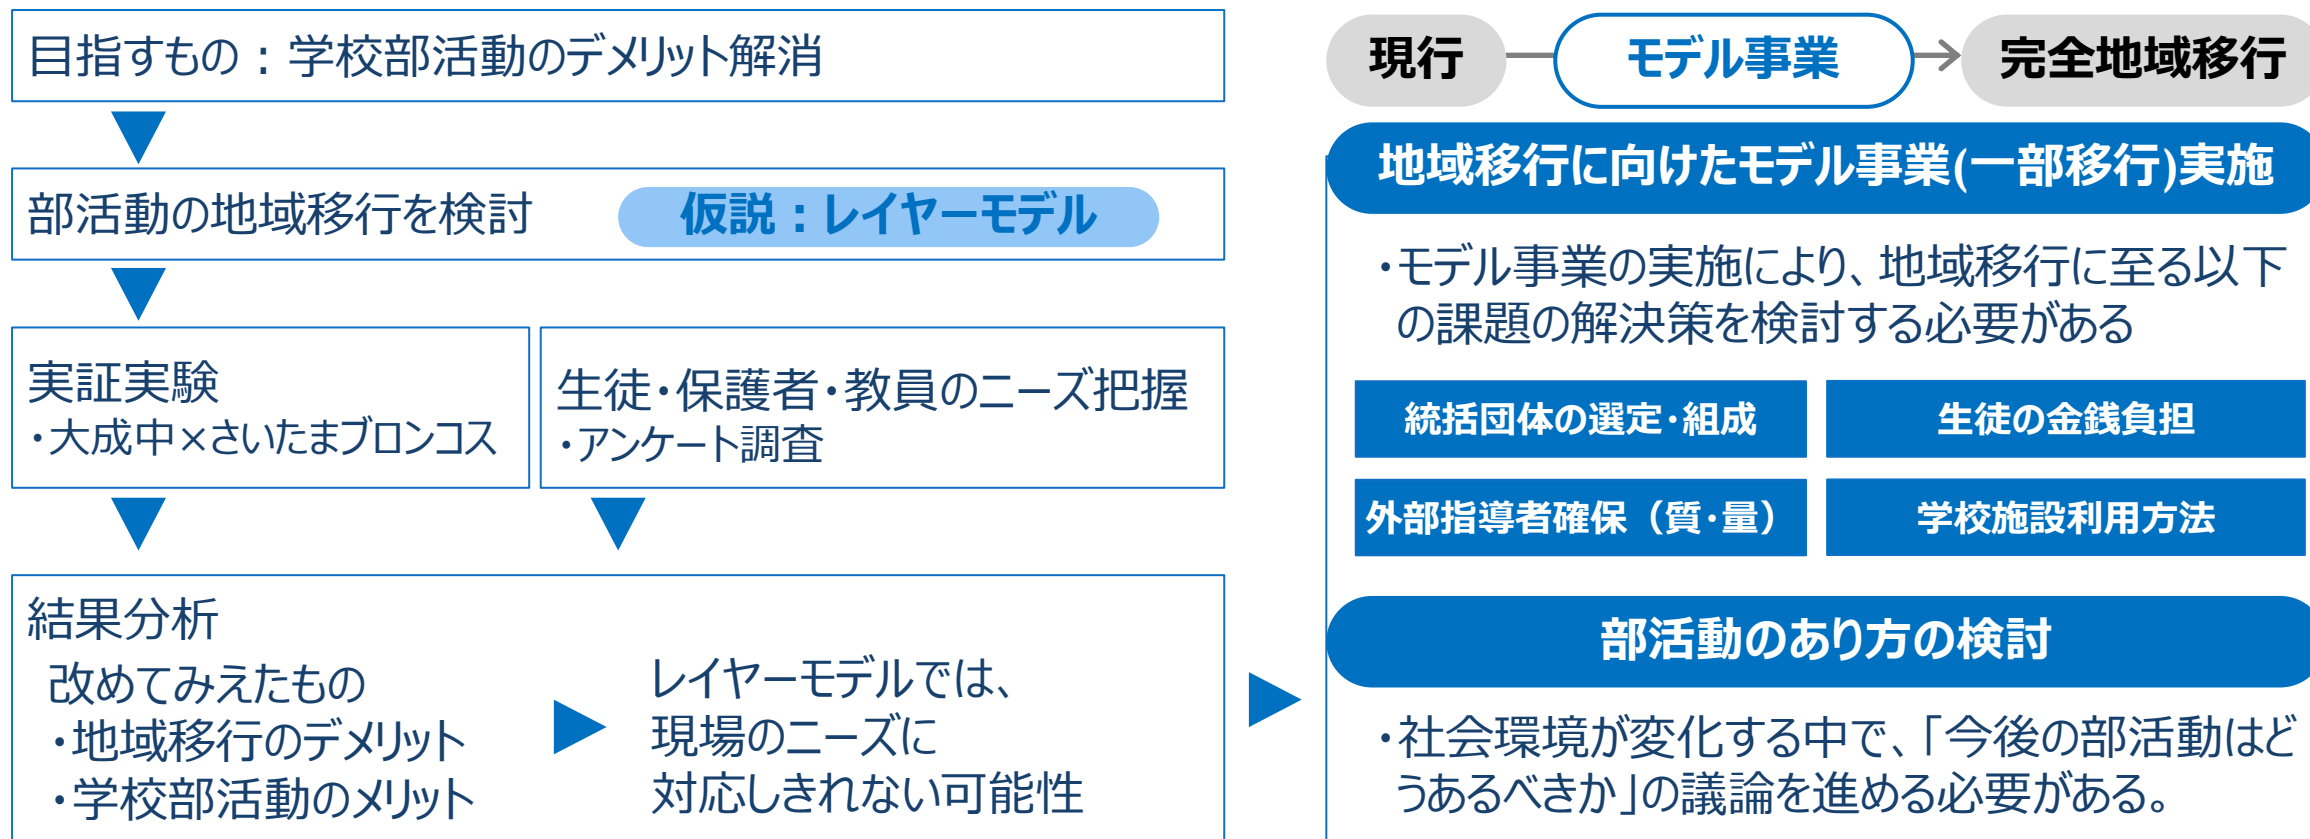 目指すもの：学校部活動のデメリット解消
部活動の地域移行を検討
仮説：レイヤーモデル
実証実験
・大成中×さいたまブロンコス
生徒・保護者・教員のニーズ把握
・アンケート調査
結果分析
改めてみえたもの
・地域移行のデメリット
・学校部活動のメリット
レイヤーモデルでは、
現場のニーズに
対応しきれない可能性
現行
モデル事業
完全地域移行
地域移行に向けたモデル事業(一部移行)実施
・モデル事業の実施により、地域移行に至る以下
の課題の解決策を検討する必要がある
統括団体の選定・組成
生徒の金銭負担
外部指導者確保（質・量）
学校施設利用方法
部活動のあり方の検討
・社会環境が変化する中で、「今後の部活動はど
うあるべきか」の議論を進める必要がある。